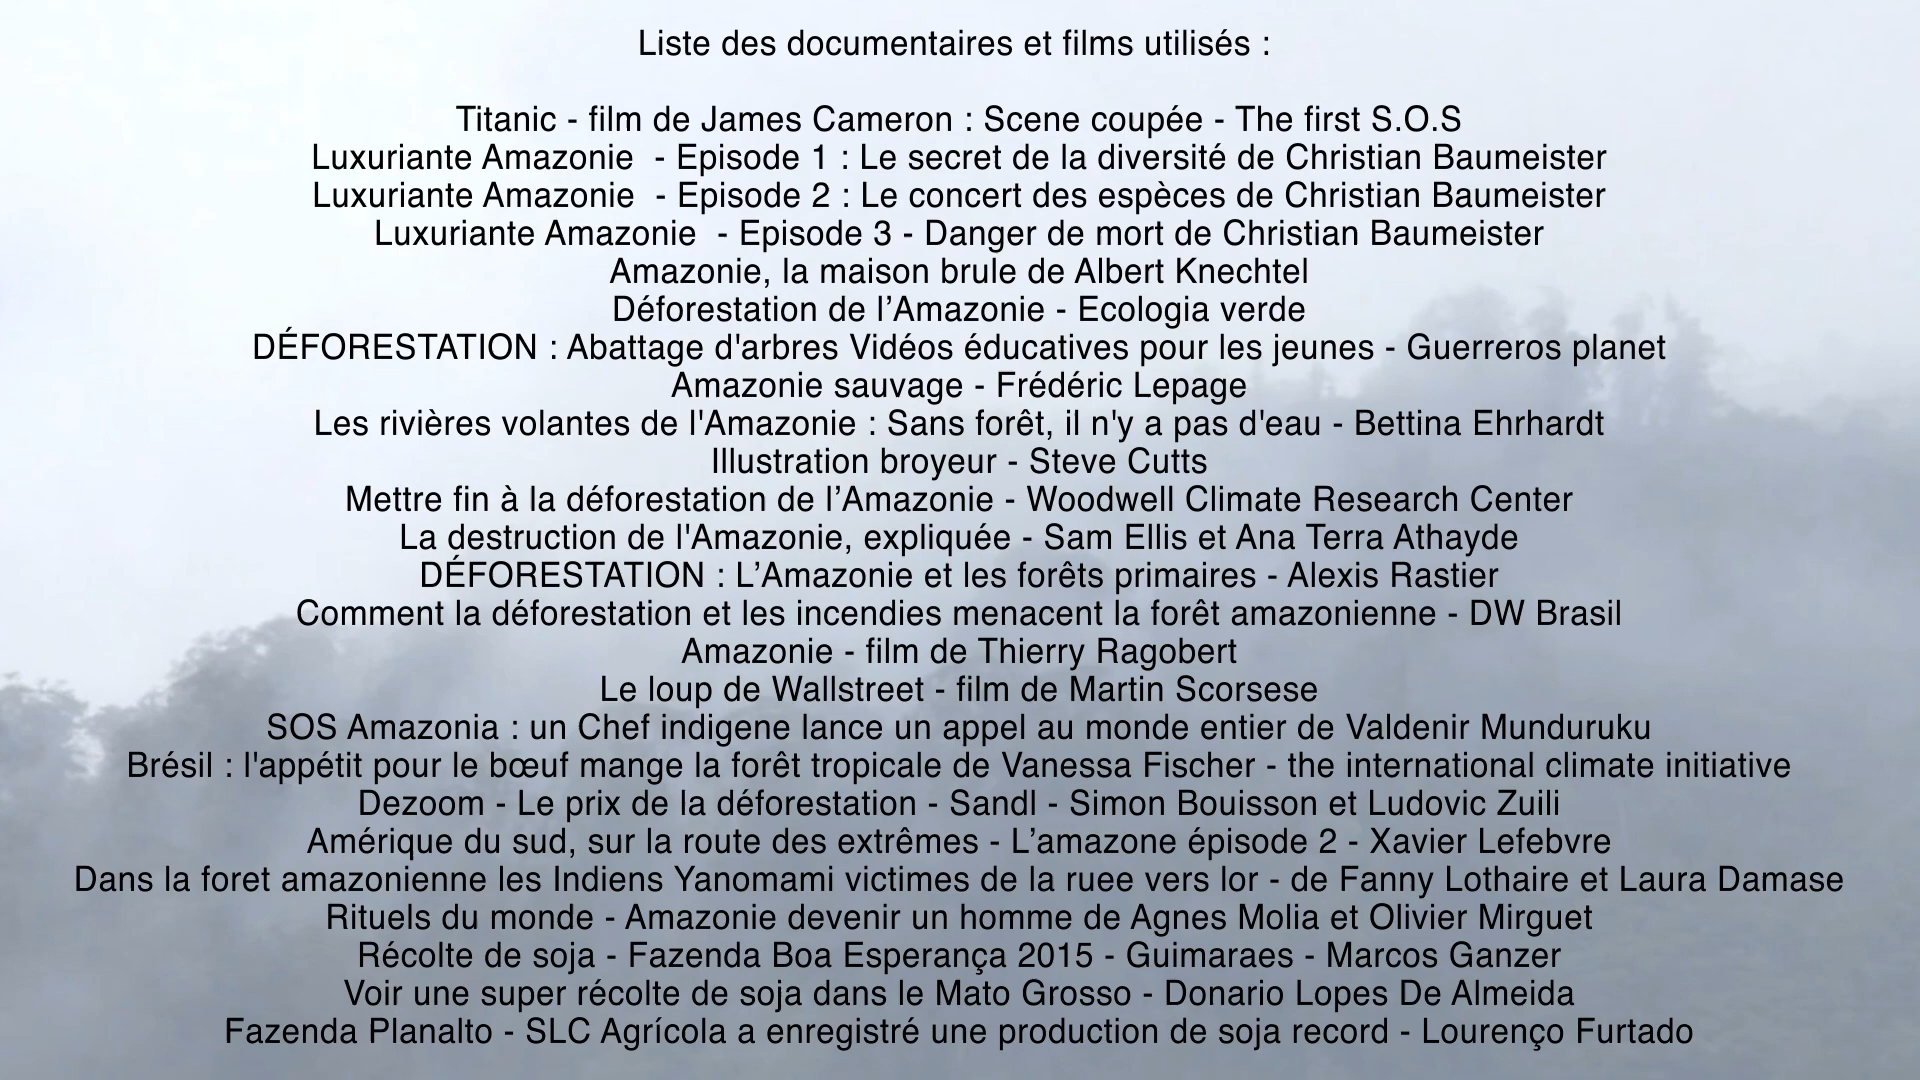 Liste des documentaires et films utilisés :
Titanic - film de James Cameron : Scene coupée - The first S.O.S
Luxuriante Amazonie  - Episode 1 : Le secret de la diversité de Christian Baumeister
Luxuriante Amazonie  - Episode 2 : Le concert des espèces de Christian Baumeister
Luxuriante Amazonie  - Episode 3 - Danger de mort de Christian Baumeister
Amazonie, la maison brule de Albert Knechtel
Déforestation de l’Amazonie - Ecologia verde
DÉFORESTATION : Abattage d'arbres Vidéos éducatives pour les jeunes - Guerreros planet
Amazonie sauvage - Frédéric Lepage
Les rivières volantes de l'Amazonie : Sans forêt, il n'y a pas d'eau - Bettina Ehrhardt
Illustration broyeur - Steve Cutts
Mettre fin à la déforestation de l’Amazonie - Woodwell Climate Research Center
La destruction de l'Amazonie, expliquée - Sam Ellis et Ana Terra Athayde
DÉFORESTATION : L’Amazonie et les forêts primaires - Alexis Rastier
Comment la déforestation et les incendies menacent la forêt amazonienne - DW Brasil
Amazonie - film de Thierry Ragobert
Le loup de Wallstreet - film de Martin Scorsese
SOS Amazonia : un Chef indigene lance un appel au monde entier de Valdenir Munduruku
Brésil : l'appétit pour le bœuf mange la forêt tropicale de Vanessa Fischer - the international climate initiative
Dezoom - Le prix de la déforestation - Sandl - Simon Bouisson et Ludovic Zuili
Amérique du sud, sur la route des extrêmes - L’amazone épisode 2 - Xavier Lefebvre
Dans la foret amazonienne les Indiens Yanomami victimes de la ruee vers lor - de Fanny Lothaire et Laura Damase
Rituels du monde - Amazonie devenir un homme de Agnes Molia et Olivier Mirguet
Récolte de soja - Fazenda Boa Esperança 2015 - Guimaraes - Marcos Ganzer
Voir une super récolte de soja dans le Mato Grosso - Donario Lopes De Almeida
Fazenda Planalto - SLC Agrícola a enregistré une production de soja record - Lourenço Furtado